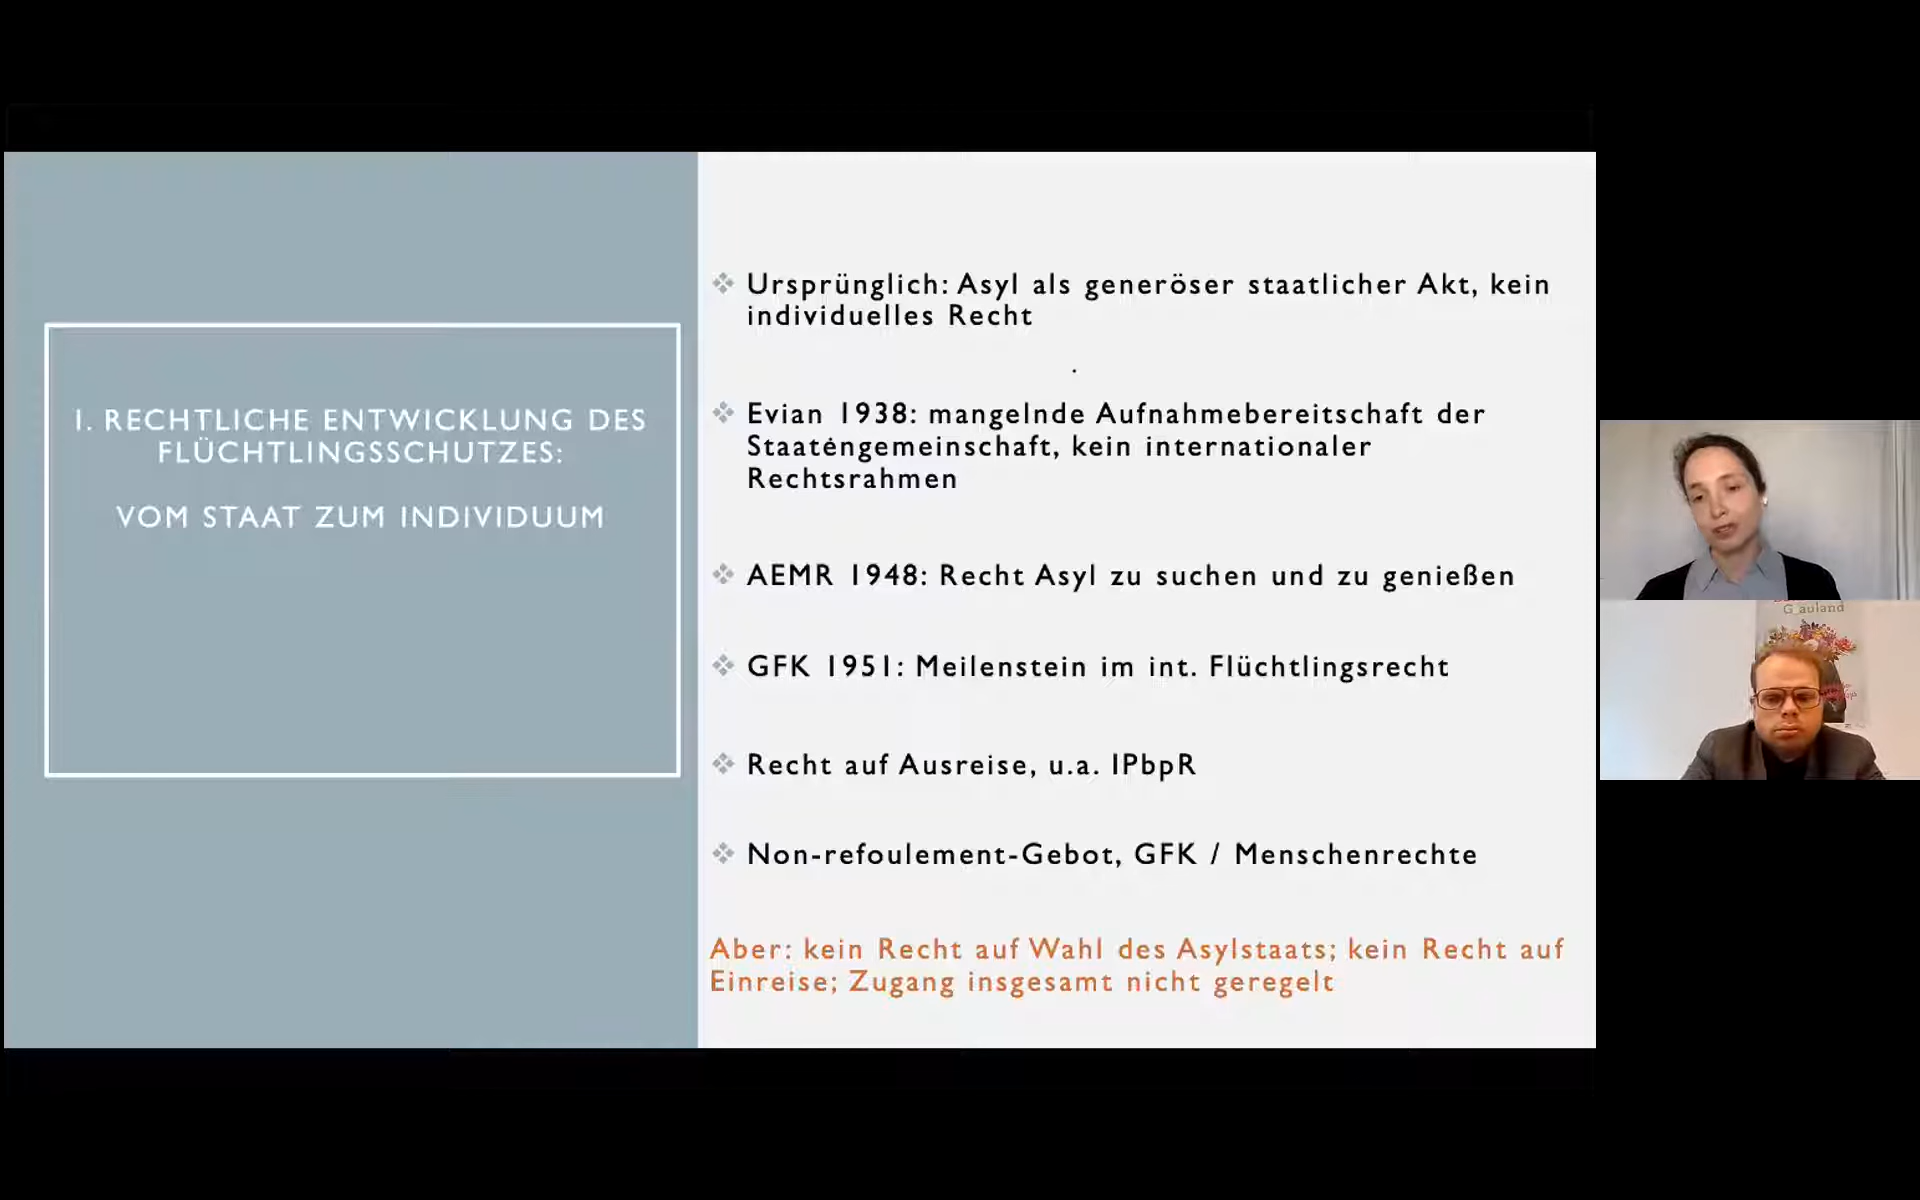 1. RECHTLICHE ENTWICKLUNG DES
FLÜCHTLINGSSCHUTZES:
VOM STAAT ZUM INDIVIDUUM
Ursprünglich: Asyl als generöser staatlicher Akt, kein
individuelles Recht
Evian 1938: mangelnde Aufnahmebereitschaft der
Staatengemeinschaft, kein internationaler
Rechtsrahmen
AEMR 1948: Recht Asyl zu suchen und zu genießen
GFK 1951: Meilenstein im int. Flüchtlingsrecht
Recht auf Ausreise, u.a. IPbpR
Non-refoulement-Gebot, GFK / Menschenrechte
Aber: kein Recht auf Wahl des Asylstaats; kein Recht auf
Einreise; Zugang insgesamt nicht geregelt